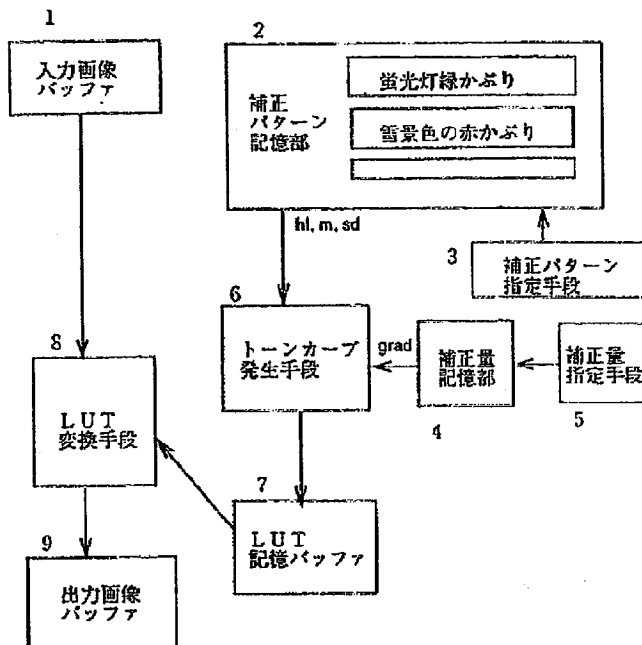 1
入力画像
バッファ
2
補正
パターン
記憶部
蛍光灯緑かぶり
雪景色の赤かぶり
hl, m, sd
3
補正パターン
指定手段
6
トーンカーブ
発生手段
grad
補正量
記憶部
4
補正量
指定手段
5
8
LUT
変換手段
7
LUT
記憶バッファ
9
出力画像
バッファ